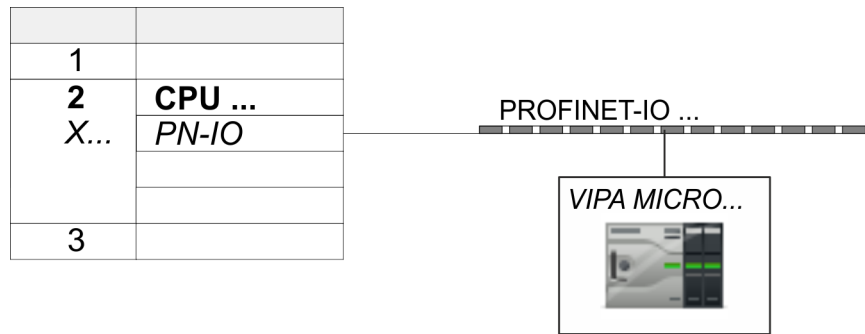 1
2 CPU ...
X... PN-IO
3
PROFINET-IO ...
VIPA MICRO...